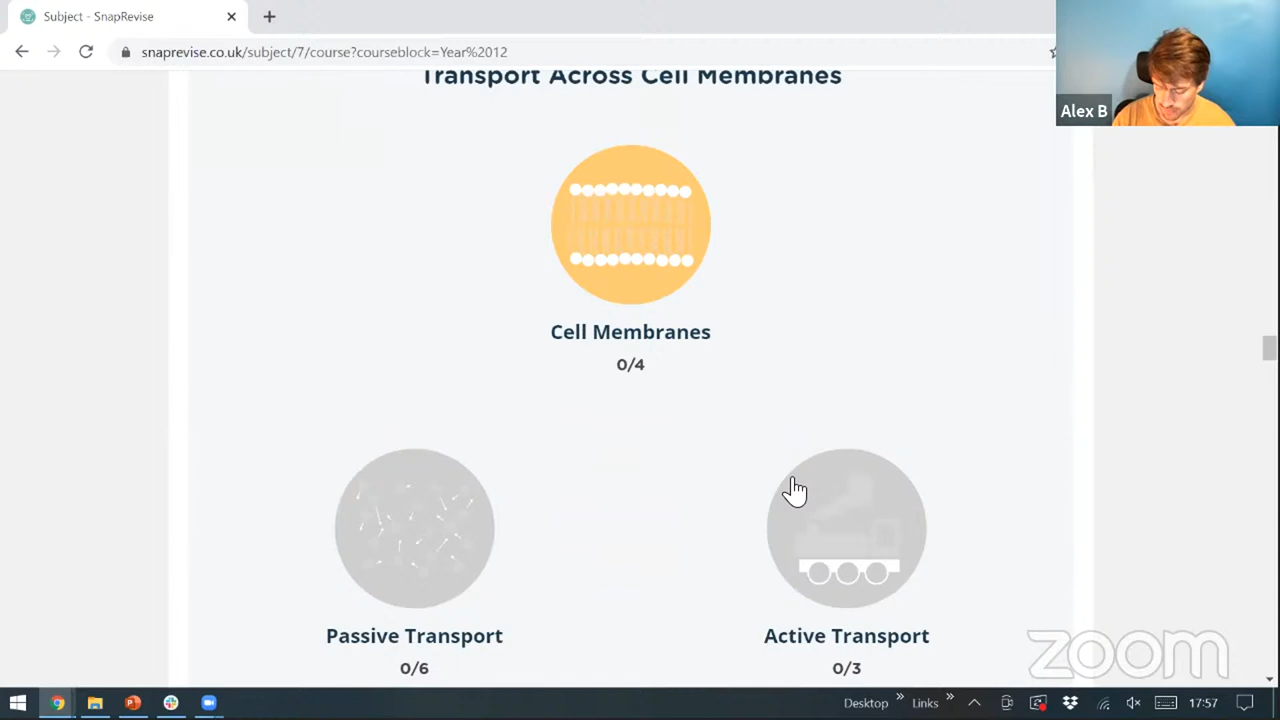 Subject - SnapRevise
snaprevise.co.uk/subject/7/course?courseblock=Year%2012
Alex B
Transport Across Cell Membranes
Cell Membranes
0/4
Passive Transport
0/6
Active Transport
0/3
zoom
Desktop
Links
17:57